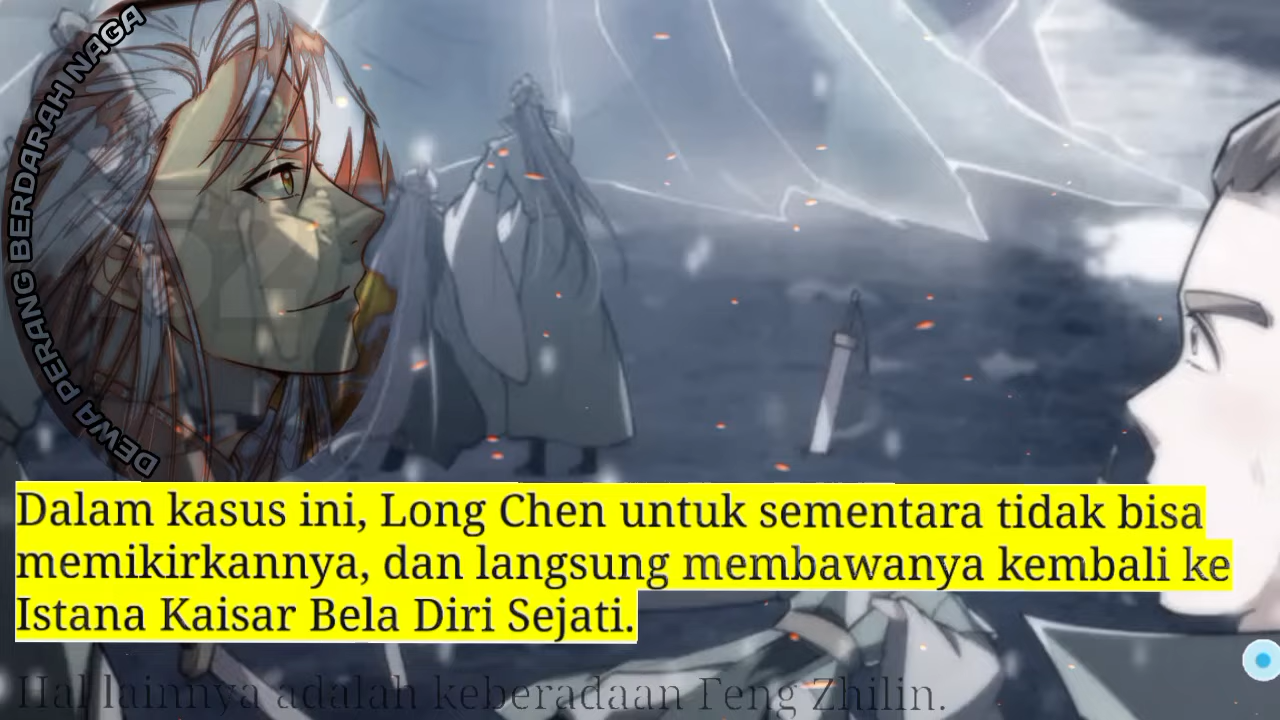 DEWA PERANG BERDARAH NAGA
Dalam kasus ini, Long Chen untuk sementara tidak bisa
memikirkannya, dan langsung membawanya kembali ke
Istana Kaisar Bela Diri Sejati.
Hal lainnya adalah keberadaan Feng Zhilin.